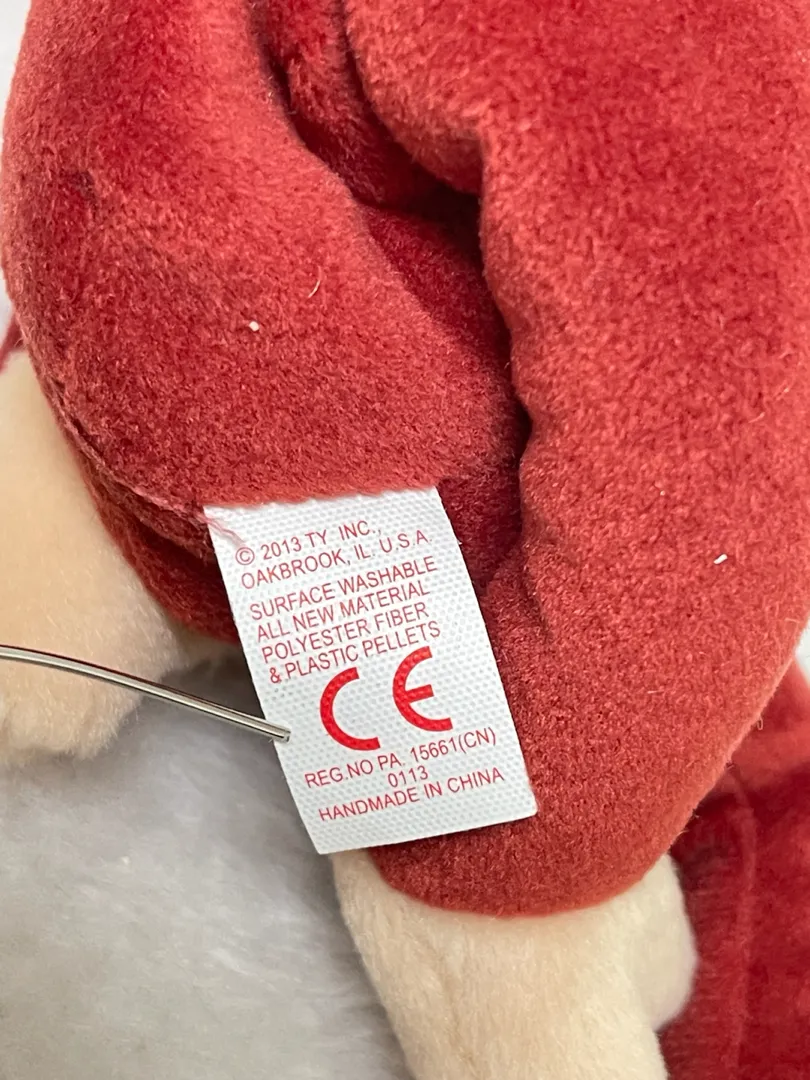 © 2013 TY INC.,
OAKBROOK, IL. U.S.A.
SURFACE WASHABLE
ALL NEW MATERIAL
POLYESTER FIBER
& PLASTIC PELLETS
CE
REG.NO PA. 15661(CN)
0113
HANDMADE IN CHINA